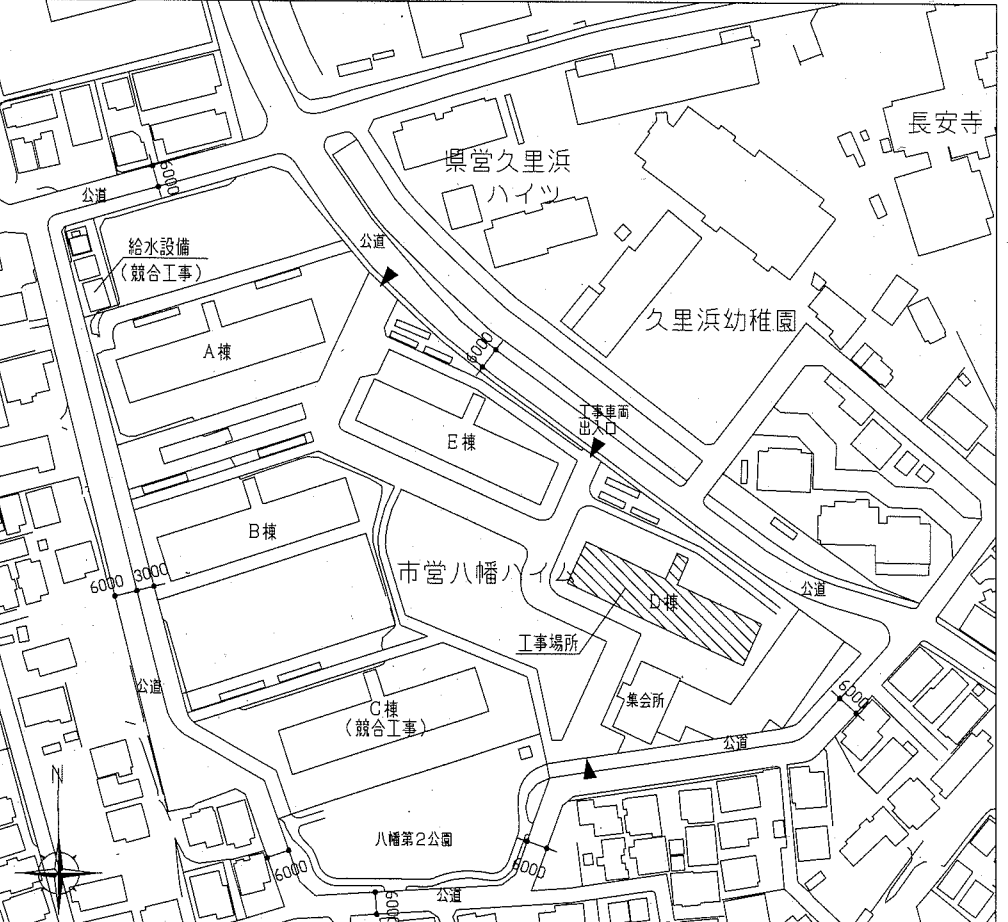 長安寺
県営久里浜
ハイツ
6000
公道
公道
給水設備
(競合工事)
久里浜幼稚園
A棟
6000
工事車両
出入口
E棟
B棟
市営八幡ハイム
6000
3000
公道
D棟
工事場所
公道
集会所
6000
C棟
(競合工事)
公道
N
八幡第2公園
6000
6000
公道
6000